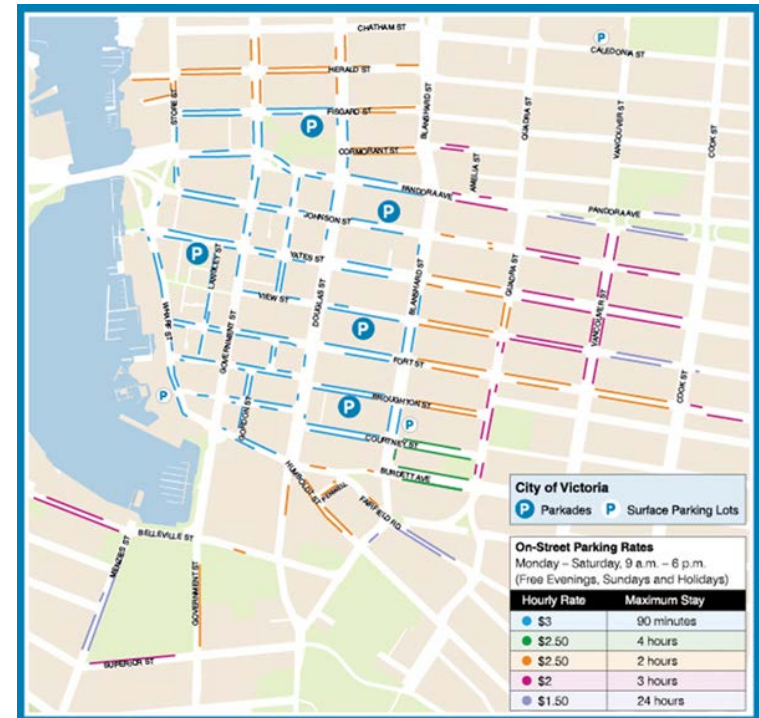 CHATHAM ST
P
CALEDONIA ST
HERALD ST
STORE ST
FISGARD ST
P
BLANSHARD ST
QUADRA ST
VANCOUVER ST
COOK ST
CORMORANT ST
AMELIA ST
PANDORA AVE
PANDORA AVE
P
JOHNSON ST
P
LANGLEY ST
YATES ST
BLANSHARD ST
QUADRA ST
VIEW ST
DOUGLAS ST
VANCOUVER ST
WHARF ST
GOVERNMENT ST
P
FORT ST
COOK ST
P
BROUGHTON ST
P
P
GORDON ST
COURTNEY ST
BURDETT AVE
HUMBOLDT ST
PENWELL
FAIRFIELD RD.
BELLEVILLE ST
MENZIES ST
GOVERNMENT ST
SUPERIOR ST
City of Victoria
P Parkades P Surface Parking Lots
On-Street Parking Rates
Monday – Saturday, 9 a.m. – 6 p.m.
(Free Evenings, Sundays and Holidays)
Hourly Rate Maximum Stay
$3 90 minutes
$2.50 4 hours
$2.50 2 hours
$2 3 hours
$1.50 24 hours